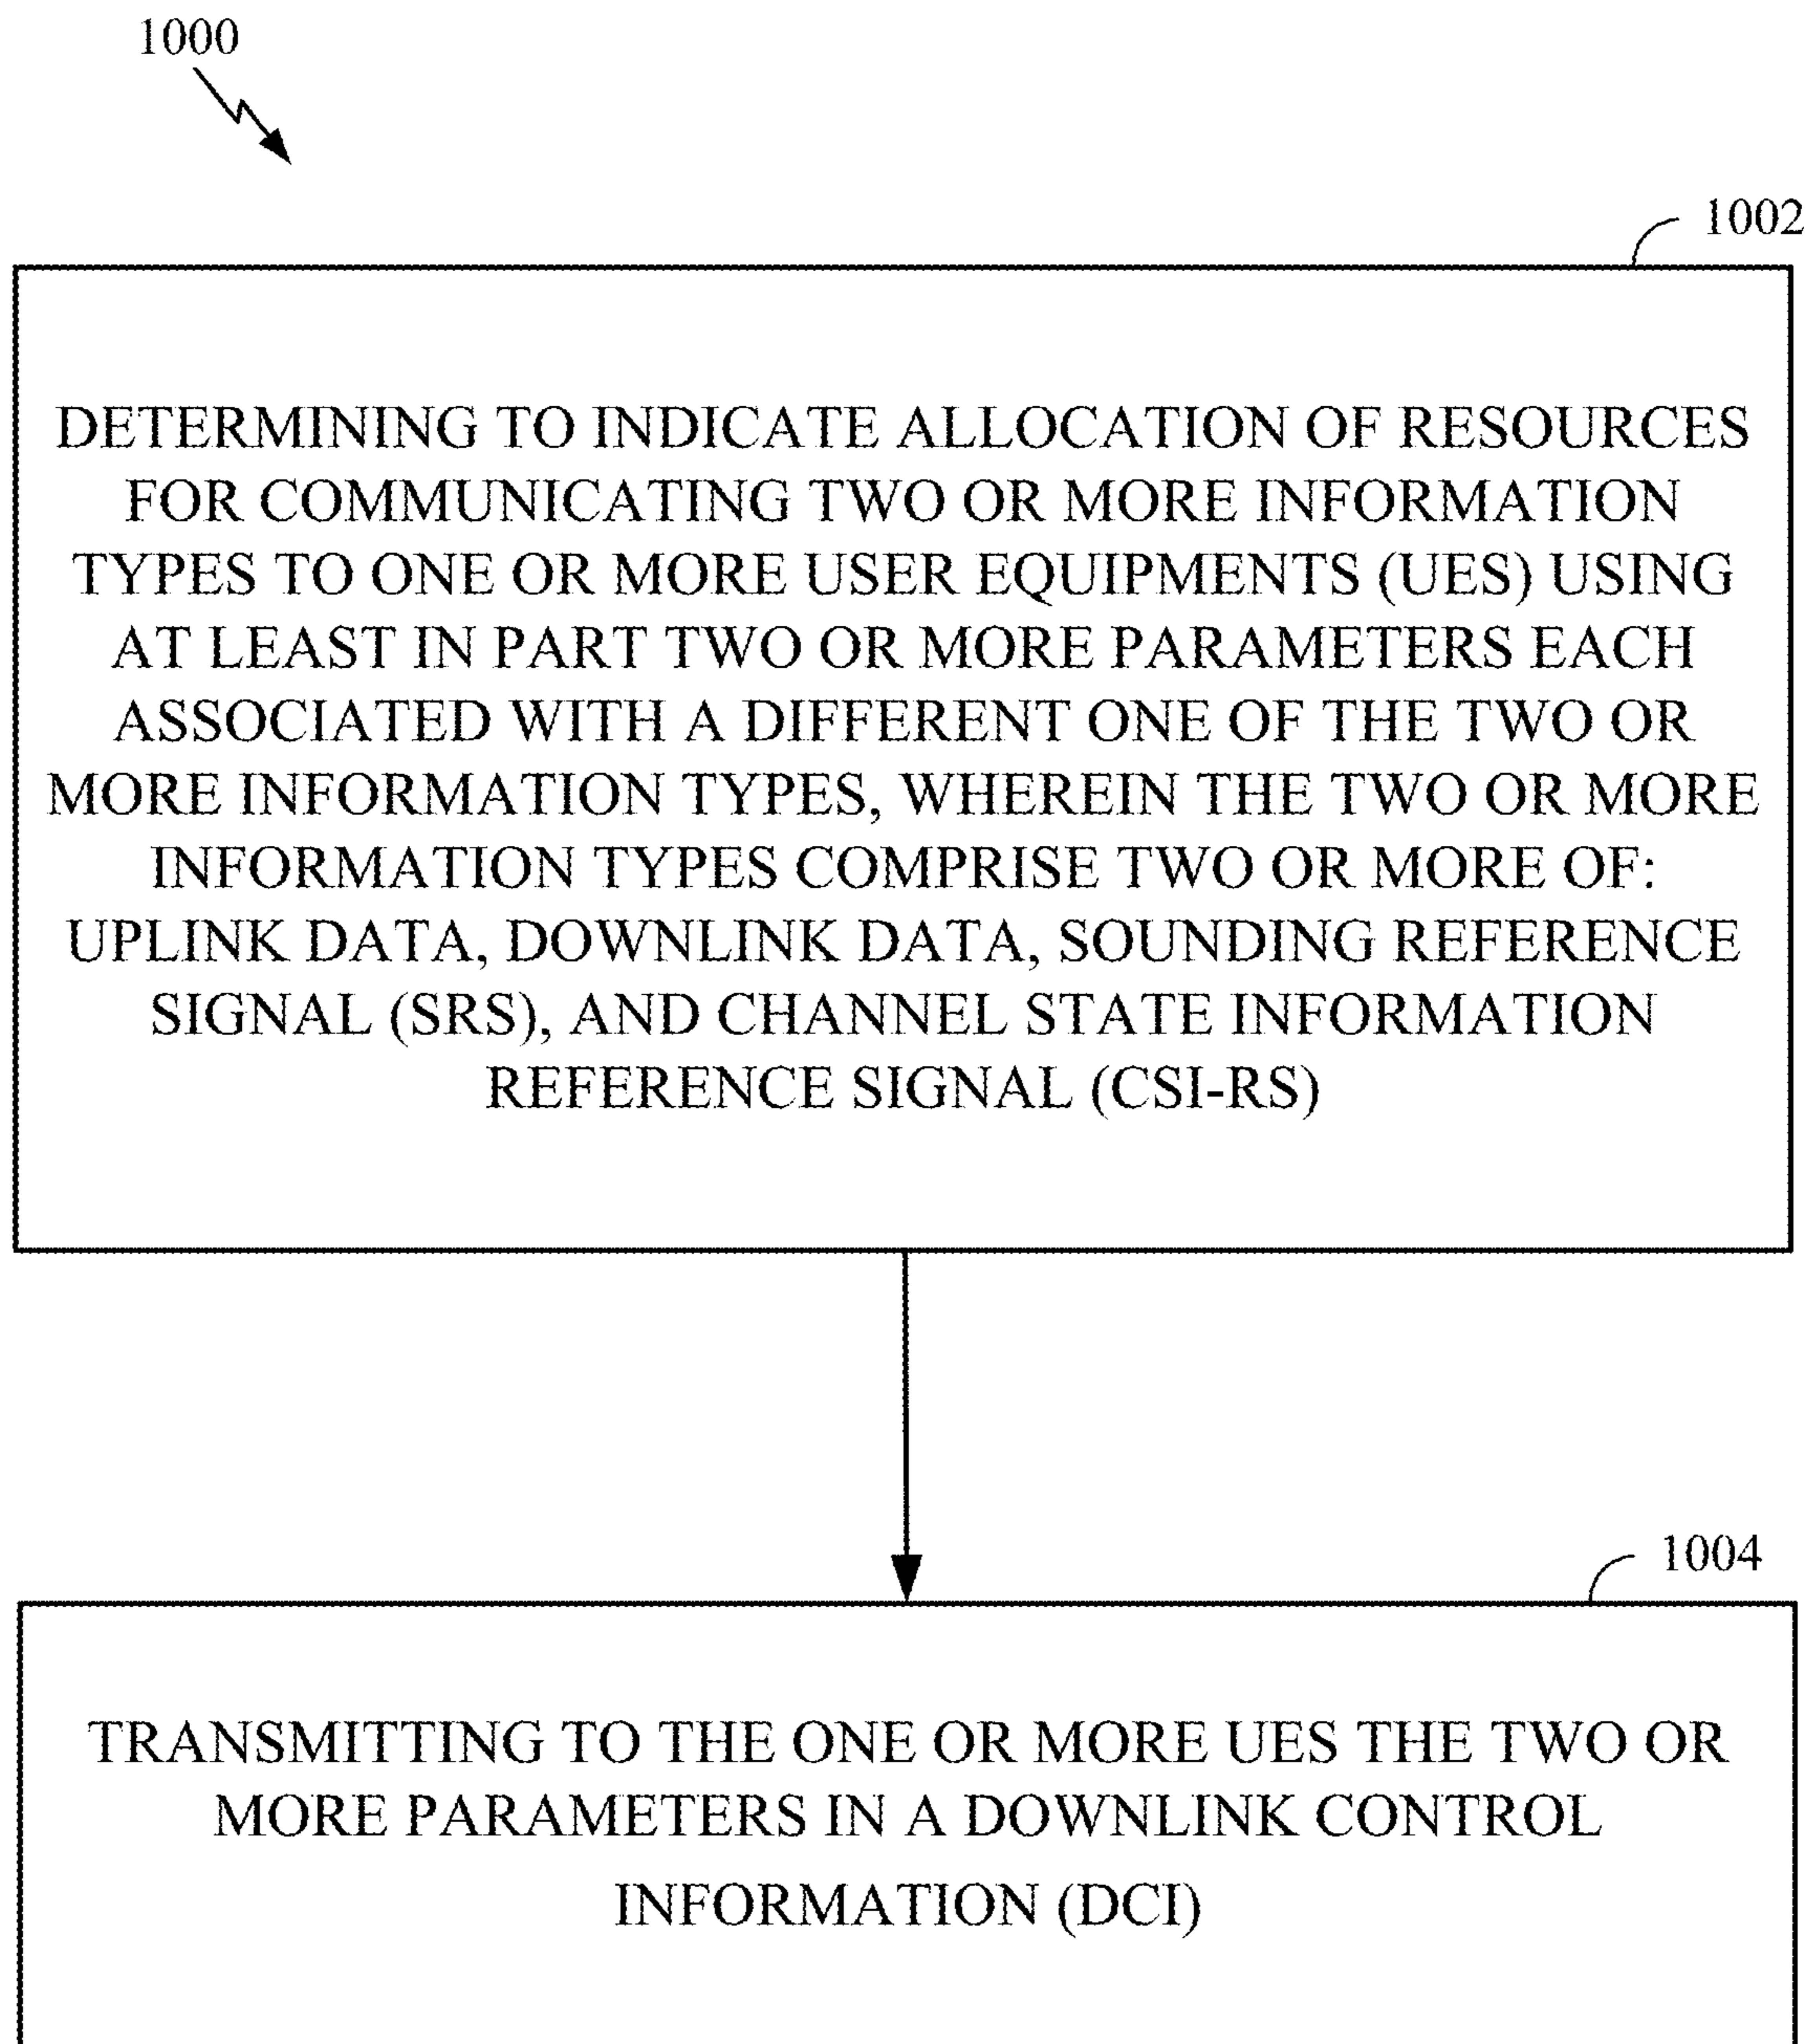 1000
1002
DETERMINING TO INDICATE ALLOCATION OF RESOURCES
FOR COMMUNICATING TWO OR MORE INFORMATION
TYPES TO ONE OR MORE USER EQUIPMENTS (UES) USING
AT LEAST IN PART TWO OR MORE PARAMETERS EACH
ASSOCIATED WITH A DIFFERENT ONE OF THE TWO OR
MORE INFORMATION TYPES, WHEREIN THE TWO OR MORE
INFORMATION TYPES COMPRISE TWO OR MORE OF:
UPLINK DATA, DOWNLINK DATA, SOUNDING REFERENCE
SIGNAL (SRS), AND CHANNEL STATE INFORMATION
REFERENCE SIGNAL (CSI-RS)
1004
TRANSMITTING TO THE ONE OR MORE UES THE TWO OR
MORE PARAMETERS IN A DOWNLINK CONTROL
INFORMATION (DCI)